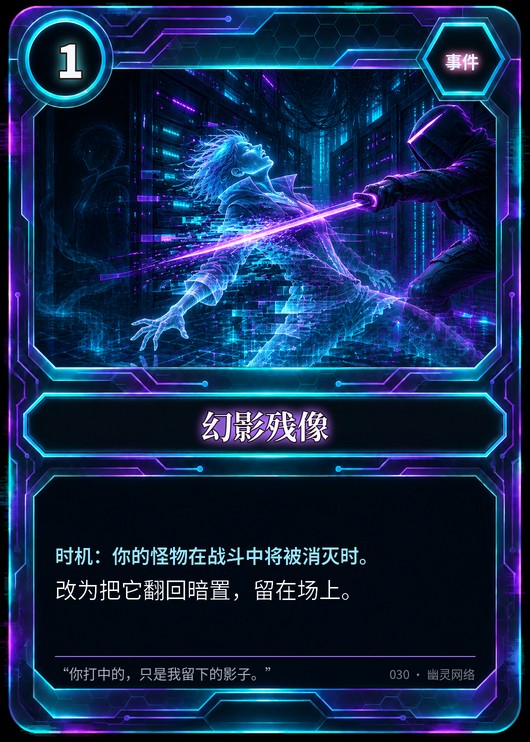 1
事件
幻影残像
时机：你的怪物在战斗中将被消灭时。
改为把它翻回暗置，留在场上。
“你打中的，只是我留下的影子。”
030 · 幽灵网络